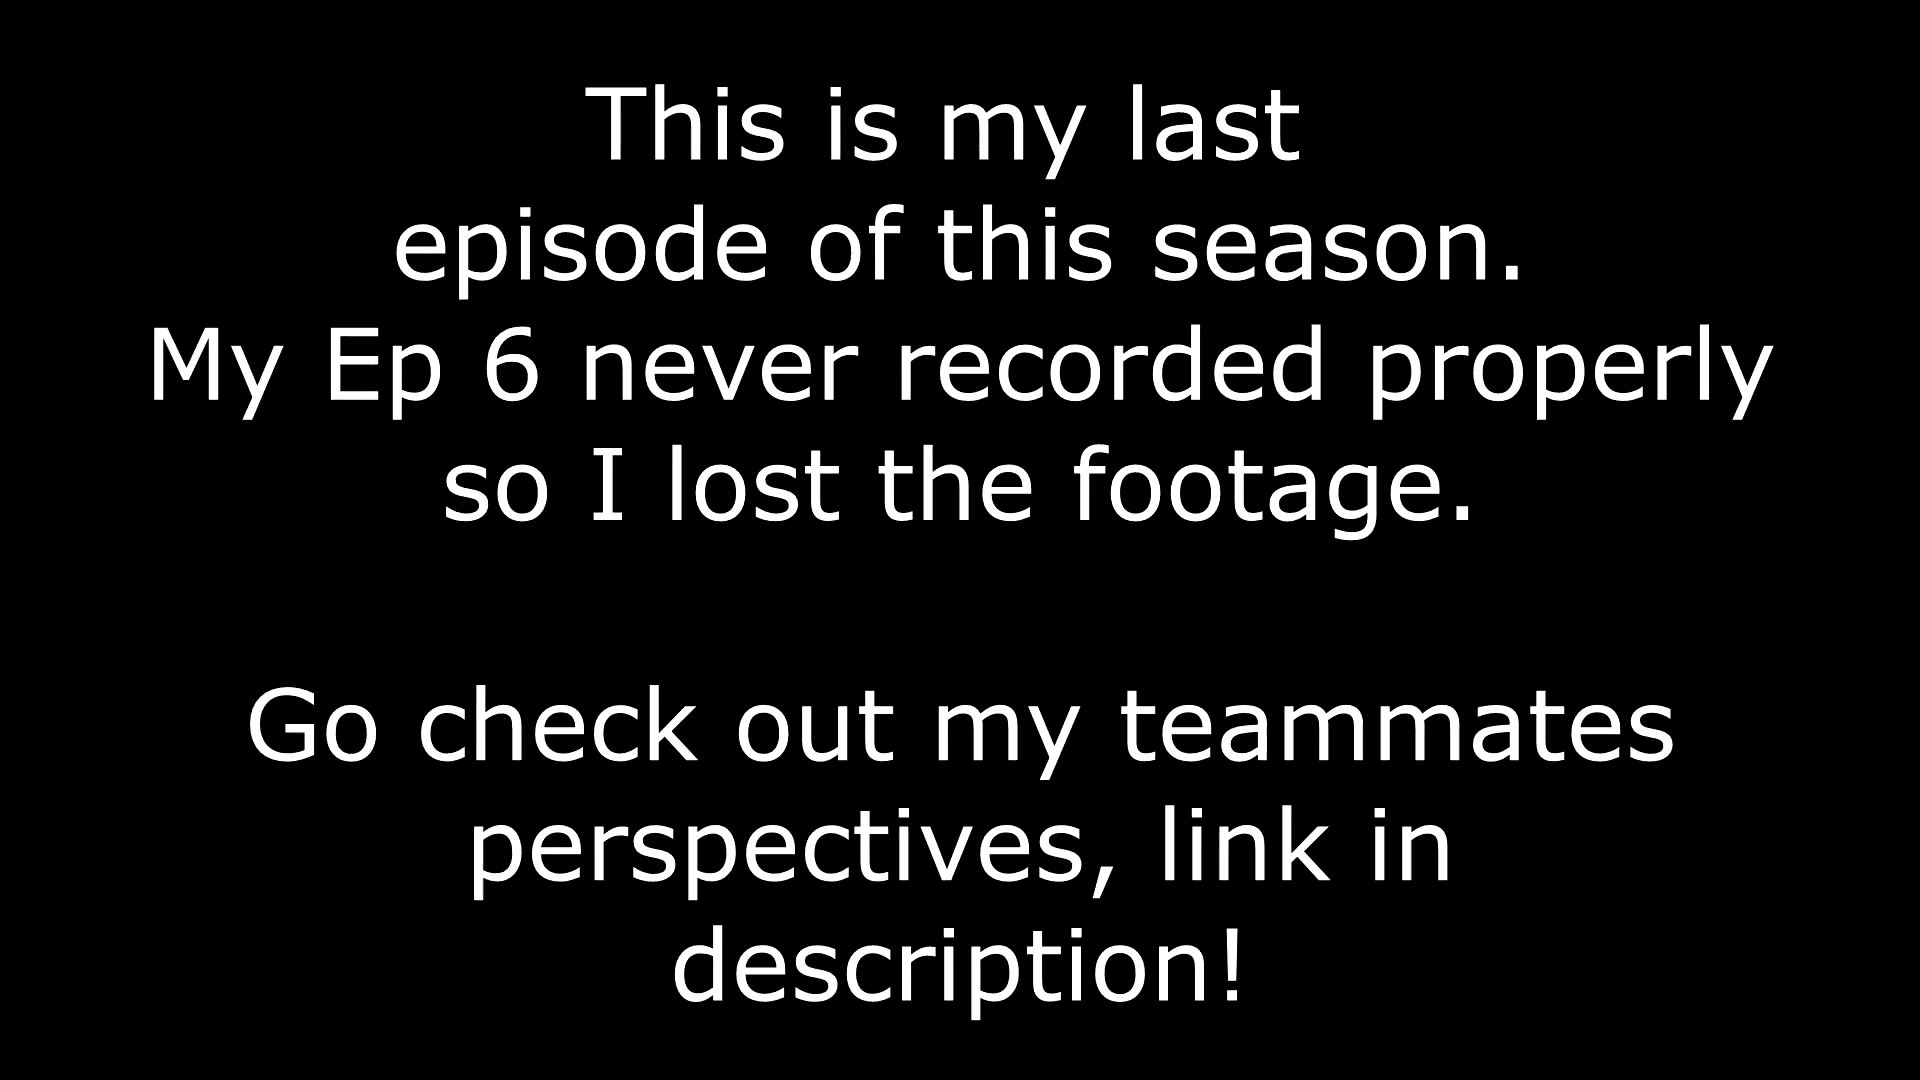 This is my last
episode of this season.
My Ep 6 never recorded properly
so I lost the footage.
Go check out my teammates
perspectives, link in
description!